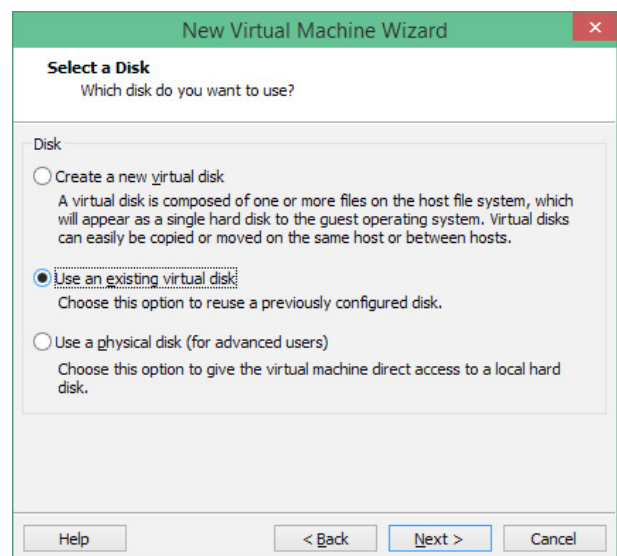 New Virtual Machine Wizard
×
Select a Disk
Which disk do you want to use?
Disk
Create a new virtual disk
A virtual disk is composed of one or more files on the host file system, which
will appear as a single hard disk to the guest operating system. Virtual disks
can easily be copied or moved on the same host or between hosts.
Use an existing virtual disk
Choose this option to reuse a previously configured disk.
Use a physical disk (for advanced users)
Choose this option to give the virtual machine direct access to a local hard
disk.
Help
< Back
Next >
Cancel